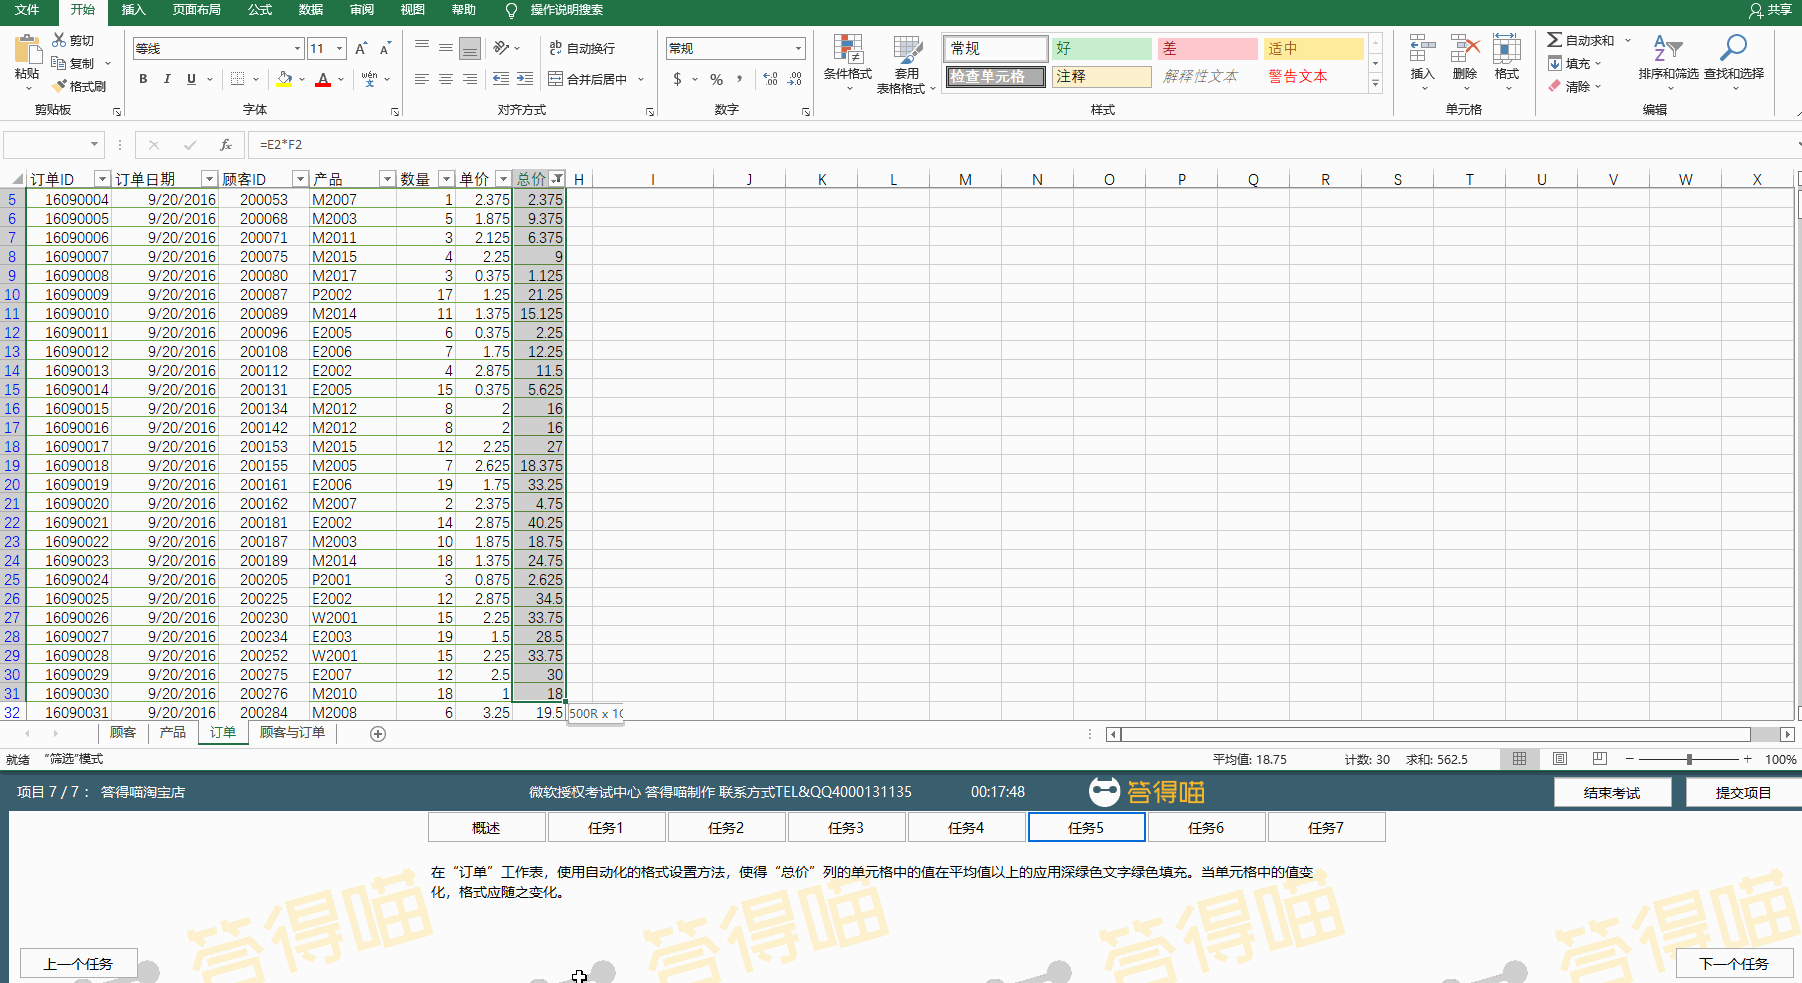 文件 开始 插入 页面布局 公式 数据 审阅 视图 帮助 操作说明搜索 共享
粘贴 剪切 复制 格式刷 剪贴板
等线 11 A A B I U A wén 字体
ab 自动换行 合并后居中 对齐方式
常规 $ % , .00 .0 数字
条件格式 套用 表格格式
常规 好 差 适中
检查单元格 注释 解释性文本 警告文本
样式
插入 删除 格式 单元格
自动求和 填充 清除 排序和筛选 查找和选择 编辑
fx =E2*F2
订单ID 订单日期 顾客ID 产品 数量 单价 总价 H I J K L M N O P Q R S T U V W X
5 16090004 9/20/2016 200053 M2007 1 2.375 2.375
6 16090005 9/20/2016 200068 M2003 5 1.875 9.375
7 16090006 9/20/2016 200071 M2011 3 2.125 6.375
8 16090007 9/20/2016 200075 M2015 4 2.25 9
9 16090008 9/20/2016 200080 M2017 3 0.375 1.125
10 16090009 9/20/2016 200087 P2002 17 1.25 21.25
11 16090010 9/20/2016 200089 M2014 11 1.375 15.125
12 16090011 9/20/2016 200096 E2005 6 0.375 2.25
13 16090012 9/20/2016 200108 E2006 7 1.75 12.25
14 16090013 9/20/2016 200112 E2002 4 2.875 11.5
15 16090014 9/20/2016 200131 E2005 15 0.375 5.625
16 16090015 9/20/2016 200134 M2012 8 2 16
17 16090016 9/20/2016 200142 M2012 8 2 16
18 16090017 9/20/2016 200153 M2015 12 2.25 27
19 16090018 9/20/2016 200155 M2005 7 2.625 18.375
20 16090019 9/20/2016 200161 E2006 19 1.75 33.25
21 16090020 9/20/2016 200162 M2007 2 2.375 4.75
22 16090021 9/20/2016 200181 E2002 14 2.875 40.25
23 16090022 9/20/2016 200187 M2003 10 1.875 18.75
24 16090023 9/20/2016 200189 M2014 18 1.375 24.75
25 16090024 9/20/2016 200205 P2001 3 0.875 2.625
26 16090025 9/20/2016 200225 E2002 12 2.875 34.5
27 16090026 9/20/2016 200230 W2001 15 2.25 33.75
28 16090027 9/20/2016 200234 E2003 19 1.5 28.5
29 16090028 9/20/2016 200252 W2001 15 2.25 33.75
30 16090029 9/20/2016 200275 E2007 12 2.5 30
31 16090030 9/20/2016 200276 M2010 18 1 18
32 16090031 9/20/2016 200284 M2008 6 3.25 19.5 500R x 1C
顾客 产品 订单 顾客与订单
就绪 "筛选"模式 平均值: 18.75 计数: 30 求和: 562.5 100%
项目 7 / 7： 答得喵淘宝店 微软授权考试中心 答得喵制作 联系方式TEL&QQ4000131135 00:17:48 答得喵 结束考试 提交项目
概述 任务1 任务2 任务3 任务4 任务5 任务6 任务7
在“订单”工作表，使用自动化的格式设置方法，使得“总价”列的单元格中的值在平均值以上的应用深绿色文字绿色填充。当单元格中的值变
化，格式应随之变化。
答得喵 答得喵 答得喵 答得喵
上一个任务 下一个任务